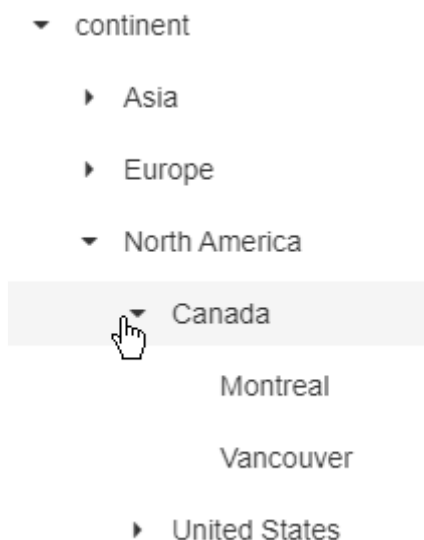 continent
Asia
Europe
North America
Canada
Montreal
Vancouver
United States